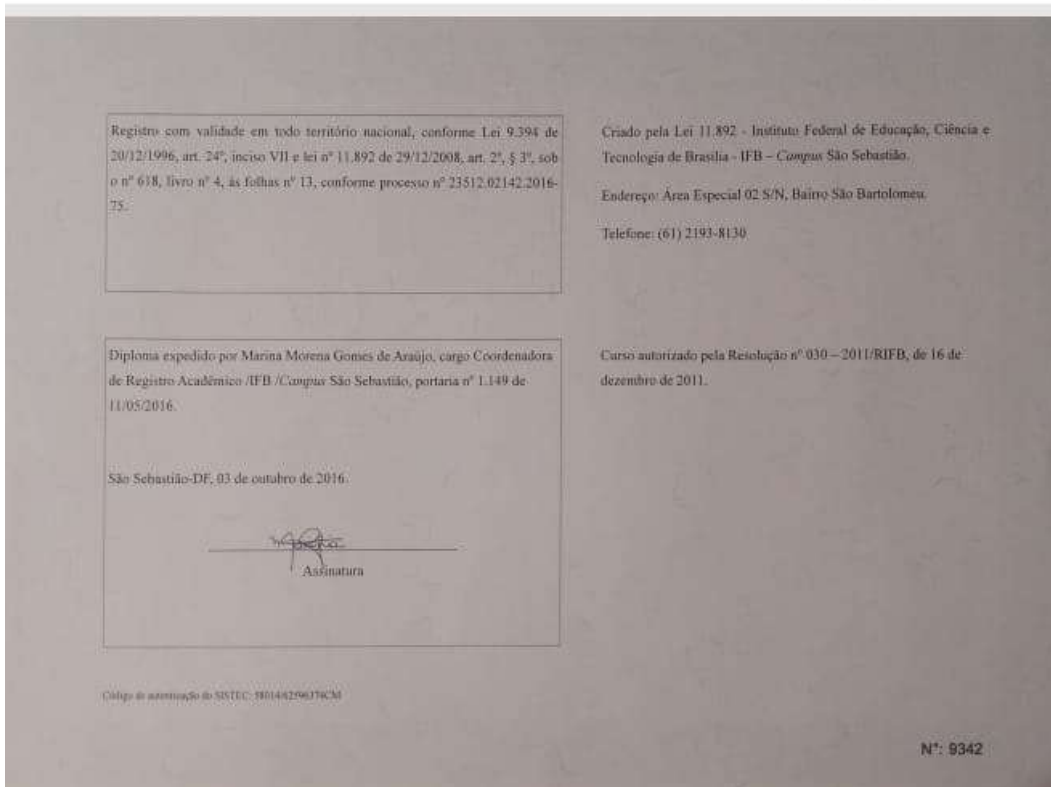 Registro com validade em todo território nacional, conforme Lei 9.394 de
20/12/1996, art. 24º, inciso VII e lei nº 11.892 de 29/12/2008, art. 2º, § 3º, sob
o nº 618, livro nº 4, às folhas nº 13, conforme processo nº 23512.02142.2016-
75.
Criado pela Lei 11.892 - Instituto Federal de Educação, Ciência e
Tecnologia de Brasília - IFB – Campus São Sebastião.
Endereço: Área Especial 02 S/N, Bairro São Bartolomeu.
Telefone: (61) 2193-8130
Diploma expedido por Marina Morena Gomes de Araújo, cargo Coordenadora
de Registro Acadêmico /IFB /Campus São Sebastião, portaria nº 1.149 de
11/05/2016.
São Sebastião-DF, 03 de outubro de 2016.
Assinatura
Curso autorizado pela Resolução nº 030 – 2011/RIFB, de 16 de
dezembro de 2011.
Código de autenticação do SISTEC:
Nº: 9342